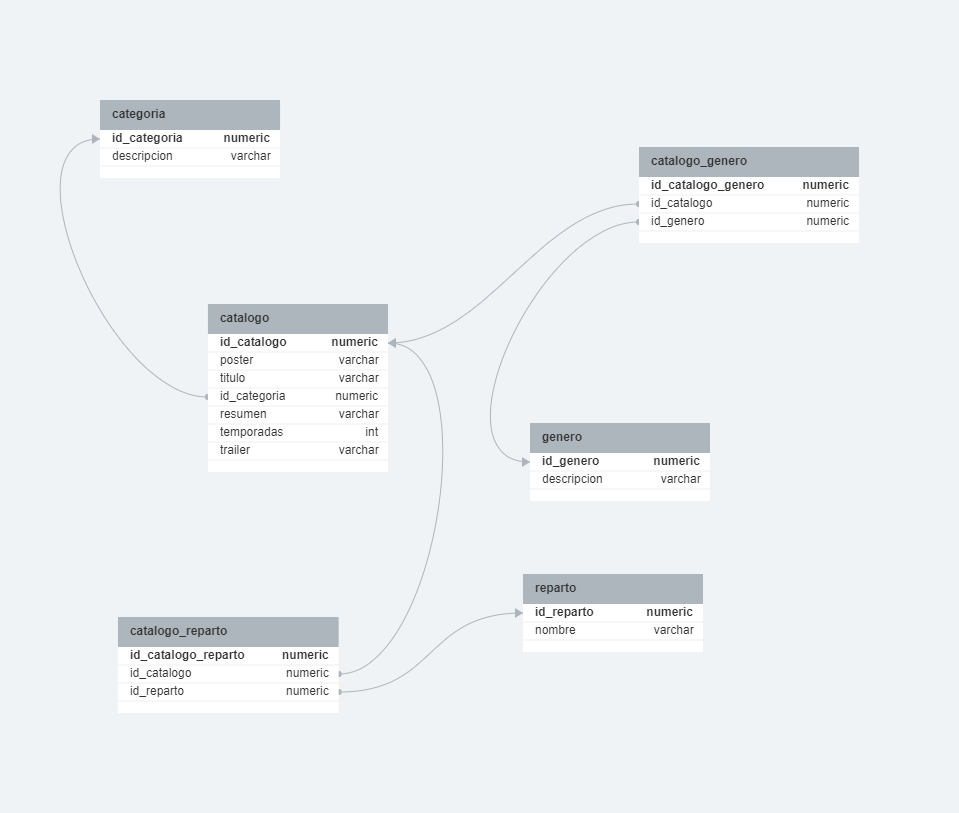 categoria
id_categoria numeric
descripcion varchar
catalogo_genero
id_catalogo_genero numeric
id_catalogo numeric
id_genero numeric
catalogo
id_catalogo numeric
poster varchar
titulo varchar
id_categoria numeric
resumen varchar
temporadas int
trailer varchar
genero
id_genero numeric
descripcion varchar
reparto
id_reparto numeric
nombre varchar
catalogo_reparto
id_catalogo_reparto numeric
id_catalogo numeric
id_reparto numeric